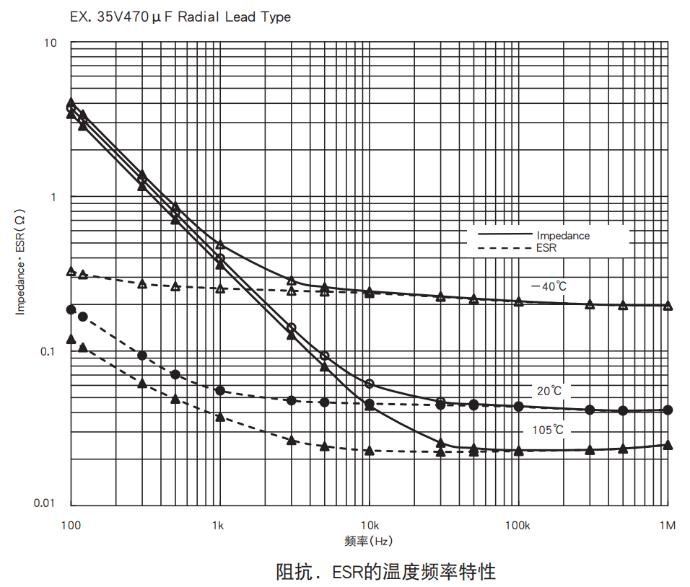 EX. 35V470μF Radial Lead Type
10
1
0.1
0.01
Impedance·ESR(Ω)
Impedance
ESR
-40℃
20℃
105℃
100
1k
10k
100k
1M
频率(Hz)
阻抗．ESR的温度频率特性